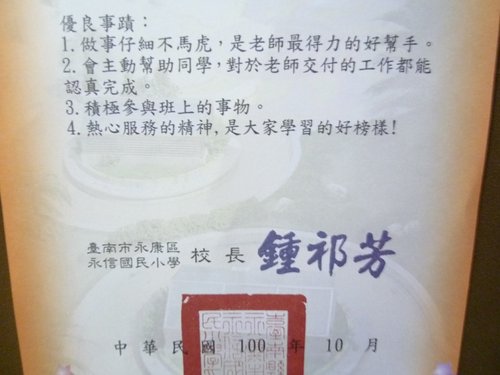 優良事蹟：
1. 做事仔細不馬虎，是老師最得力的好幫手。
2. 會主動幫助同學，對於老師交付的工作都能
認真完成。
3. 積極參與班上的事物。
4. 熱心服務的精神，是大家學習的好榜樣！
臺南市永康區
永信國民小學 校長 鍾祁芳
中華民國 100 年 10 月